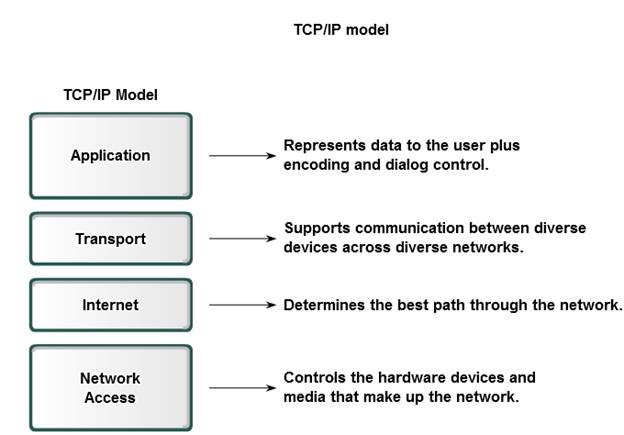 TCP/IP model
TCP/IP Model
Application
Represents data to the user plus
encoding and dialog control.
Transport
Supports communication between diverse
devices across diverse networks.
Internet
Determines the best path through the network.
Network
Access
Controls the hardware devices and
media that make up the network.